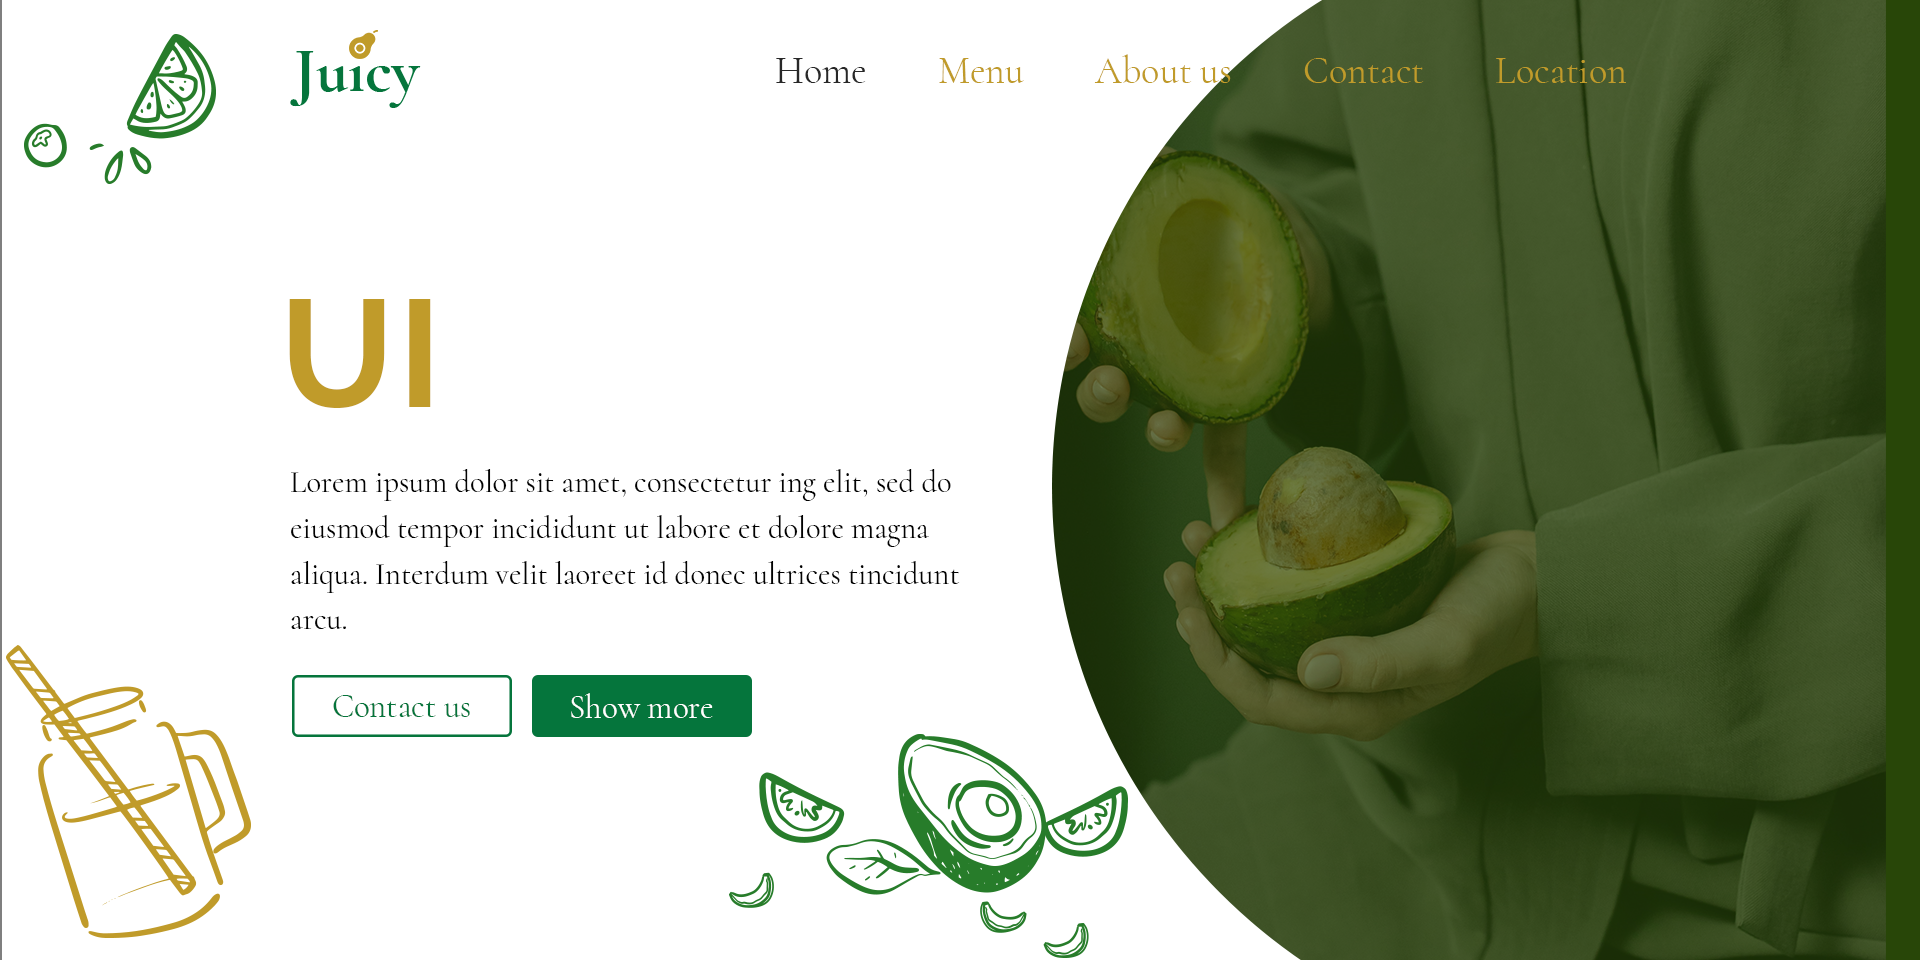 Juicy
Home Menu About us Contact Location
UI
Lorem ipsum dolor sit amet, consectetur ing elit, sed do
eiusmod tempor incididunt ut labore et dolore magna
aliqua. Interdum velit laoreet id donec ultrices tincidunt
arcu.
Contact us Show more